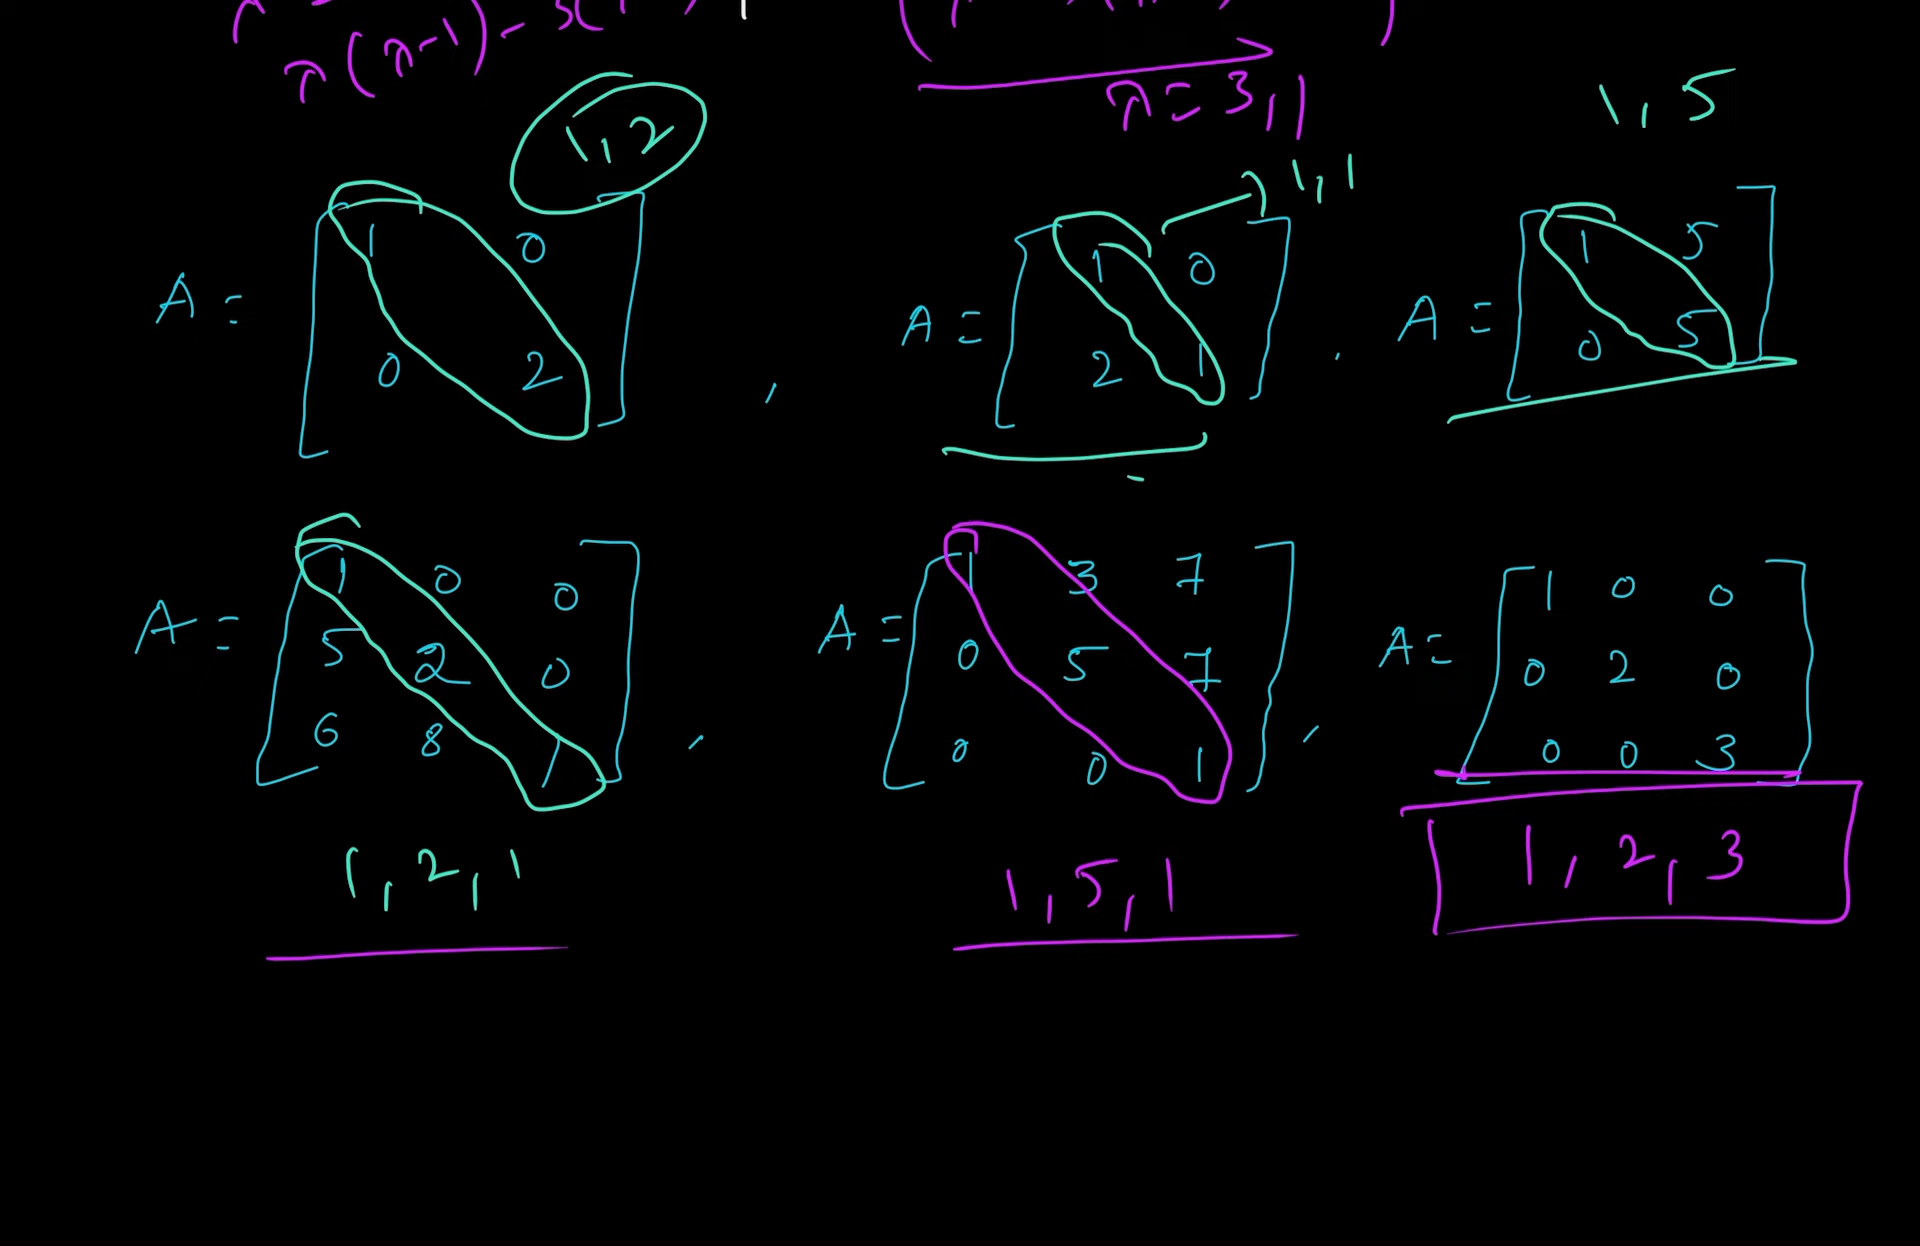 λ(λ-1)-3(
λ=3,1
1,2
1,1
1,5
A = [1 0
0 2]
,
A = [1 0
2 1]
,
A = [1 5
0 5]
A = [1 0 0
5 2 0
6 8 1]
,
A = [1 3 7
0 5 7
0 0 1]
,
A = [1 0 0
0 2 0
0 0 3]
1,2,1
1,5,1
1,2,3